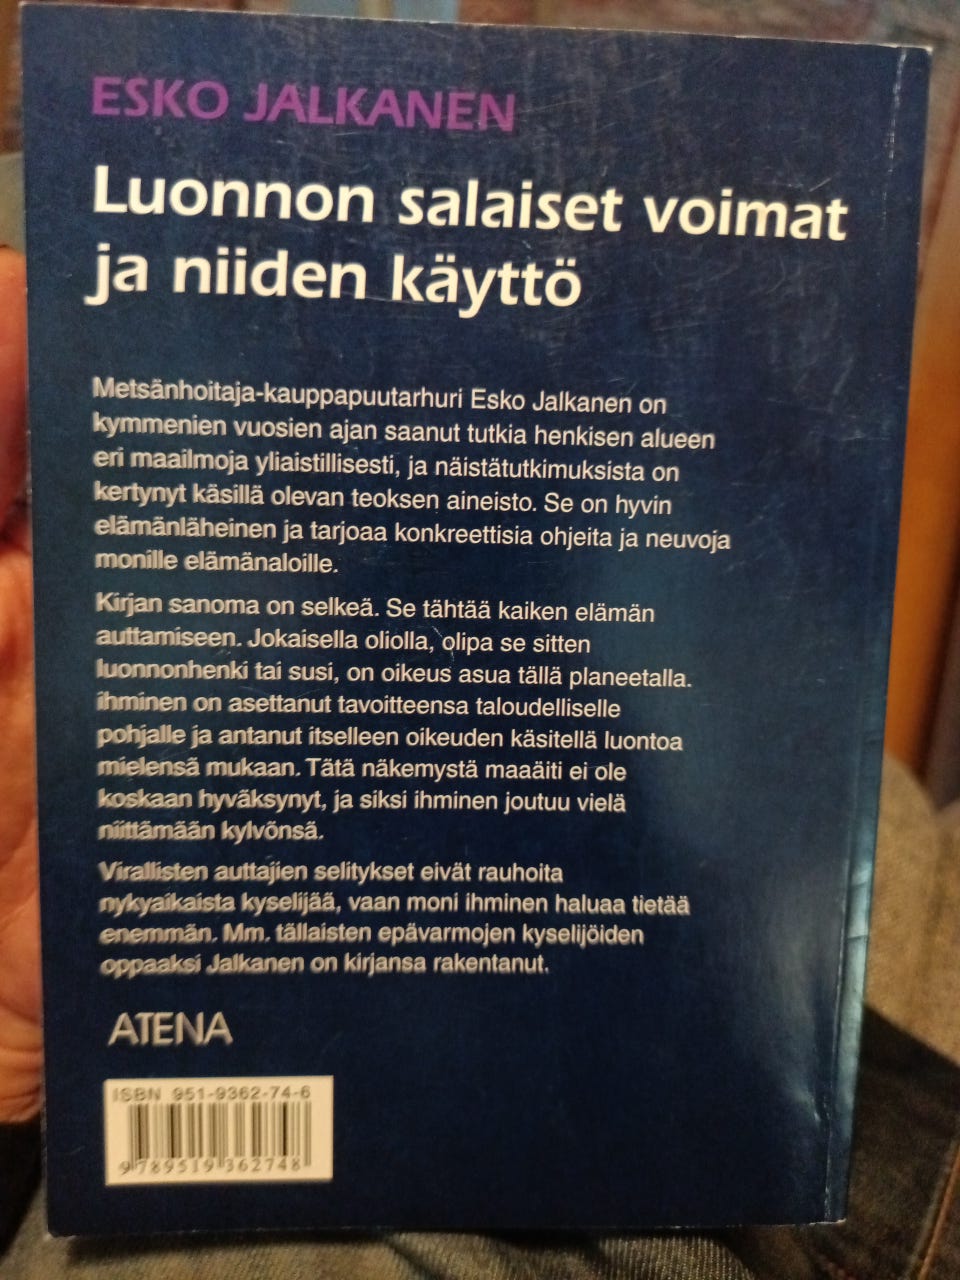 ESKO JALKANEN
Luonnon salaiset voimat
ja niiden käyttö
Metsänhoitaja-kauppapuutarhuri Esko Jalkanen on
kymmenien vuosien ajan saanut tutkia henkisen alueen
eri maailmoja yliaistillisesti, ja näistätutkimuksista on
kertynyt käsillä olevan teoksen aineisto. Se on hyvin
elämänläheinen ja tarjoaa konkreettisia ohjeita ja neuvoja
monille elämänaloille.
Kirjan sanoma on selkeä. Se tähtää kaiken elämän
auttamiseen. Jokaisella oliolla, olipa se sitten
luonnonhenki tai susi, on oikeus asua tällä planeetalla.
ihminen on asettanut tavoitteensa taloudelliselle
pohjalle ja antanut itselleen oikeuden käsitellä luontoa
mielensä mukaan. Tätä näkemystä maaäiti ei ole
koskaan hyväksynyt, ja siksi ihminen joutuu vielä
niittämään kylvönsä.
Virallisten auttajien selitykset eivät rauhoita
nykyaikaista kyselijää, vaan moni ihminen haluaa tietää
enemmän. Mm. tällaisten epävarmojen kyselijöiden
oppaaksi Jalkanen on kirjansa rakentanut.
ATENA
ISBN 951-9362-74-6
9 789519 362748